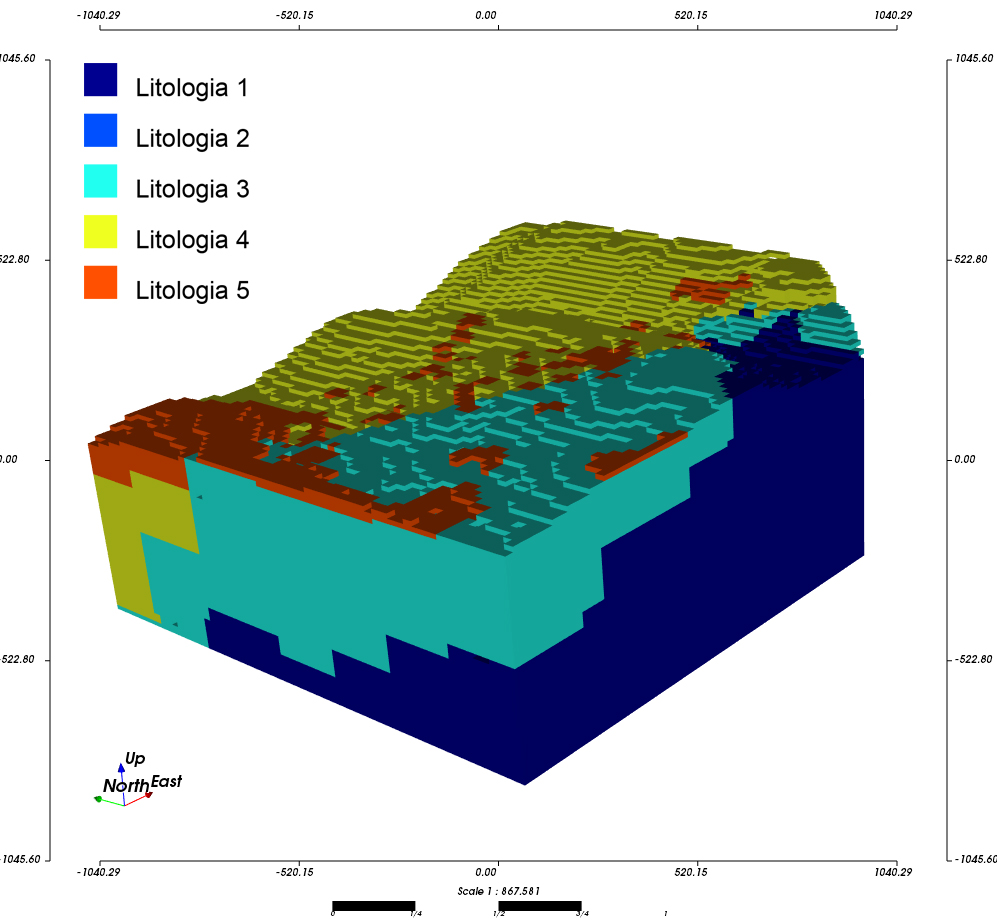 -1040.29 -520.15 0.00 520.15 1040.29
1045.60 1045.60
Litologia 1
Litologia 2
Litologia 3
Litologia 4
Litologia 5
522.80 522.80
0.00 0.00
-522.80 -522.80
Up
North East
-1045.60 -1045.60
-1040.29 -520.15 0.00 520.15 1040.29
Scale 1 : 867.581
0 1/4 1/2 3/4 1